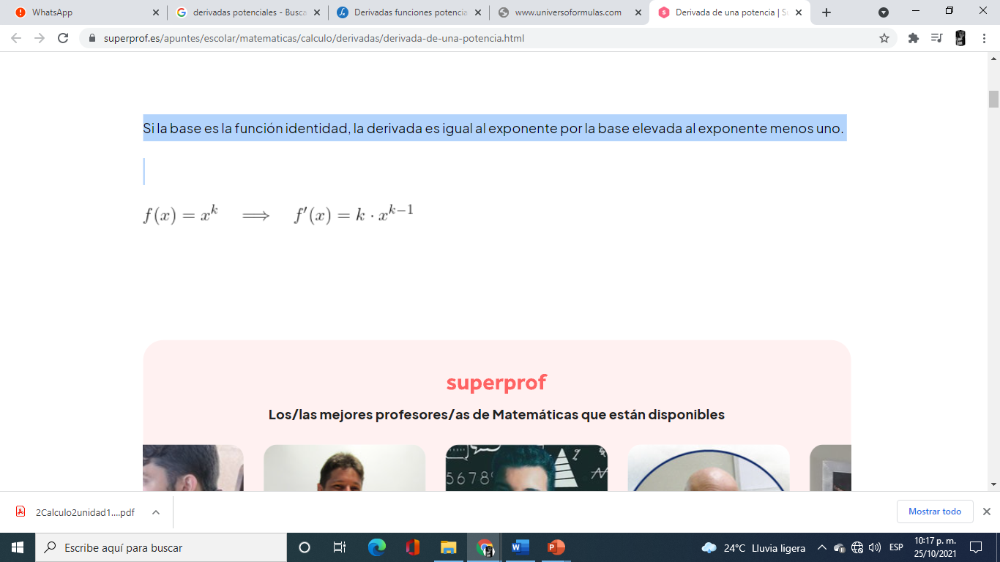 WhatsApp
derivadas potenciales - Busca
Derivadas funciones potencia
www.universoformulas.com
Derivada de una potencia | Su
superprof.es/apuntes/escolar/matematicas/calculo/derivadas/derivada-de-una-potencia.html
Si la base es la función identidad, la derivada es igual al exponente por la base elevada al exponente menos uno.
f(x) = x^k ⟹ f′(x) = k · x^{k−1}
superprof
Los/las mejores profesores/as de Matemáticas que están disponibles
5678
2Calculo2unidad1....pdf
Mostrar todo
Escribe aquí para buscar
24°C Lluvia ligera
ESP
10:17 p. m.
25/10/2021